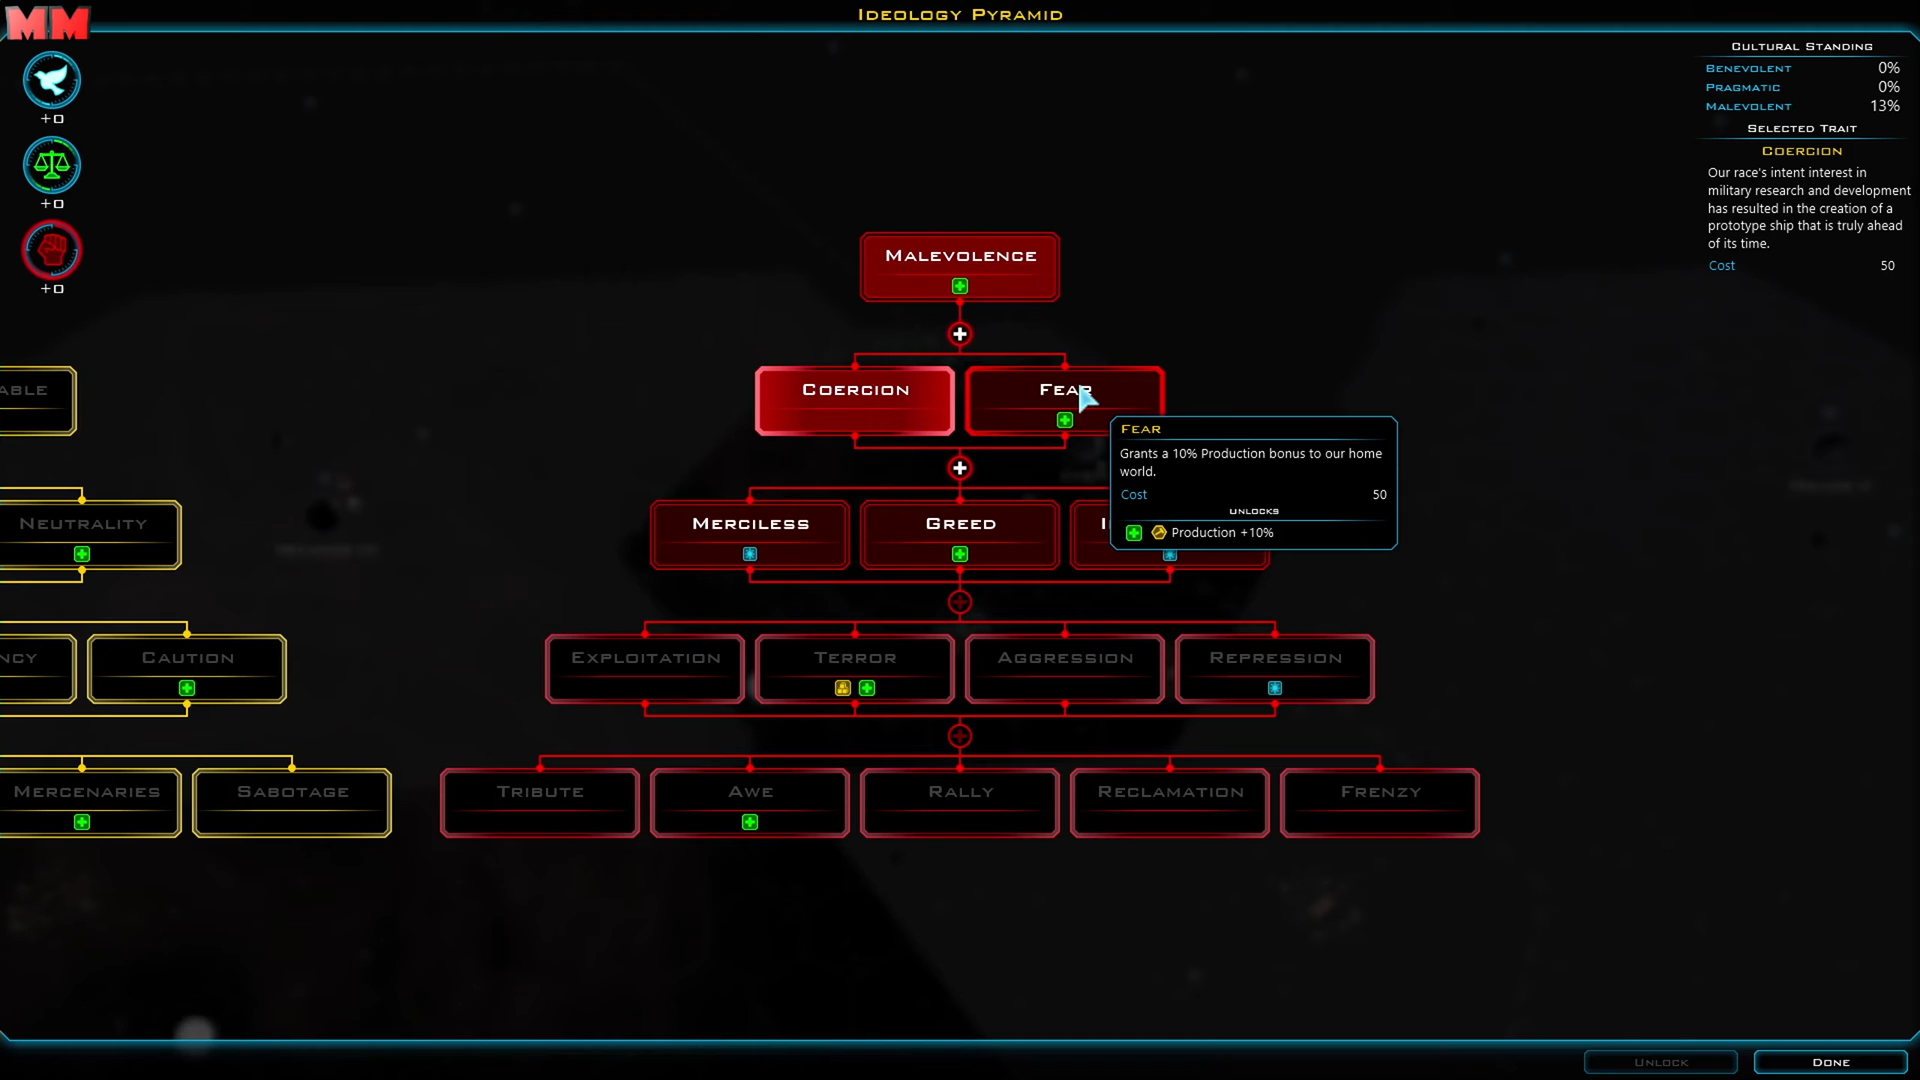 MM
IDEOLOGY PYRAMID
+0
+0
+0
CULTURAL STANDING
BENEVOLENT 0%
PRAGMATIC 0%
MALEVOLENT 13%
SELECTED TRAIT
COERCION
Our race's intent interest in
military research and development
has resulted in the creation of a
prototype ship that is truly ahead
of its time.
Cost 50
MALEVOLENCE
COERCION
FEAR
FEAR
Grants a 10% Production bonus to our home
world.
Cost 50
UNLOCKS
Production +10%
NEUTRALITY
MERCILESS
GREED
CAUTION
EXPLOITATION
TERROR
AGGRESSION
REPRESSION
MERCENARIES
SABOTAGE
TRIBUTE
AWE
RALLY
RECLAMATION
FRENZY
UNLOCK
DONE